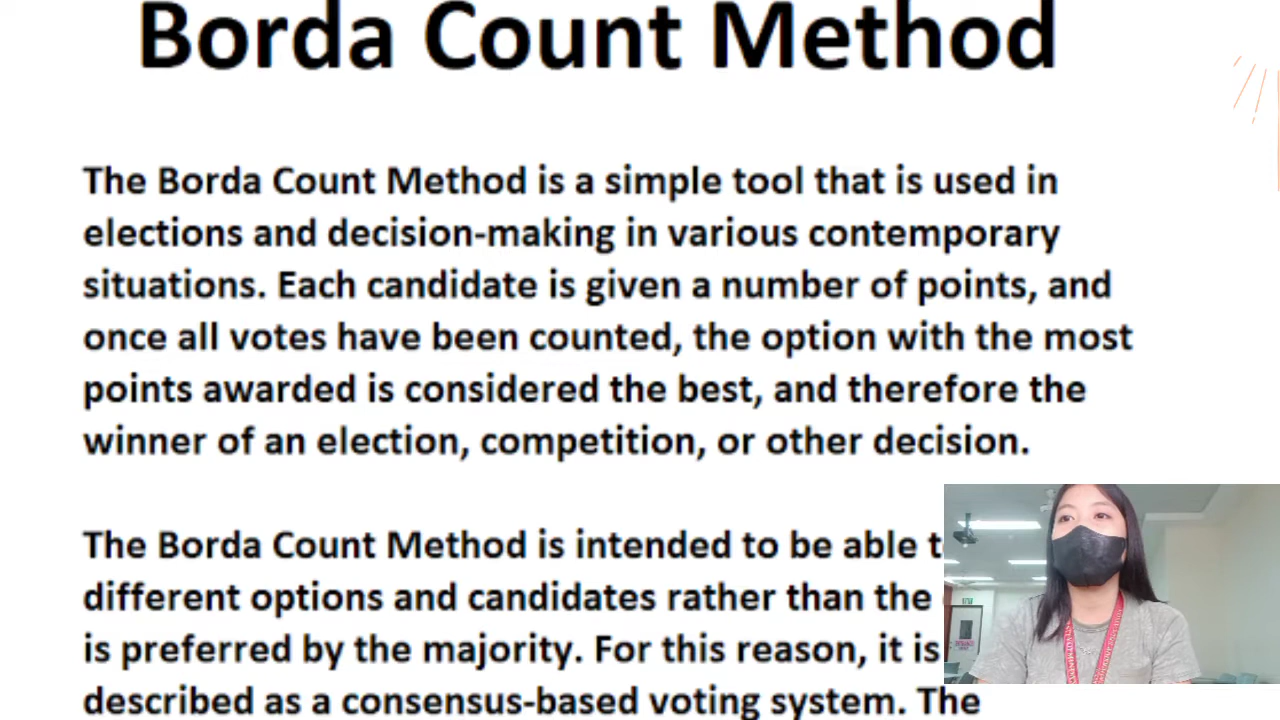 Borda Count Method
The Borda Count Method is a simple tool that is used in
elections and decision-making in various contemporary
situations. Each candidate is given a number of points, and
once all votes have been counted, the option with the most
points awarded is considered the best, and therefore the
winner of an election, competition, or other decision.
The Borda Count Method is intended to be able
different options and candidates rather than the
is preferred by the majority. For this reason, it is
described as a consensus-based voting system. The